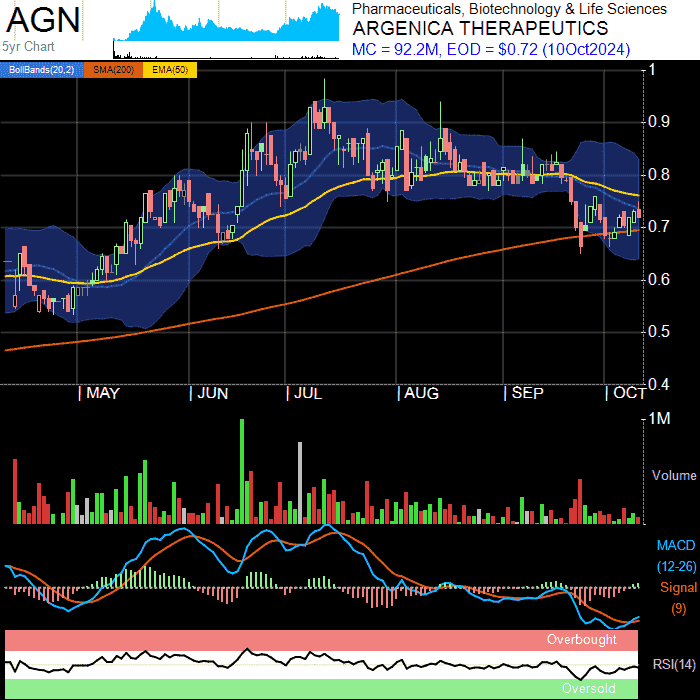 AGN
5yr Chart
Pharmaceuticals, Biotechnology & Life Sciences
ARGENICA THERAPEUTICS
MC = 92.2M, EOD = $0.72 (10Oct2024)
BollBands(20,2) SMA(200) EMA(50)
1
0.9
0.8
0.7
0.6
0.5
0.4
| MAY | JUN | JUL | AUG | SEP | OCT
1M
Volume
MACD
(12-26)
Signal
(9)
Overbought
RSI(14)
Oversold